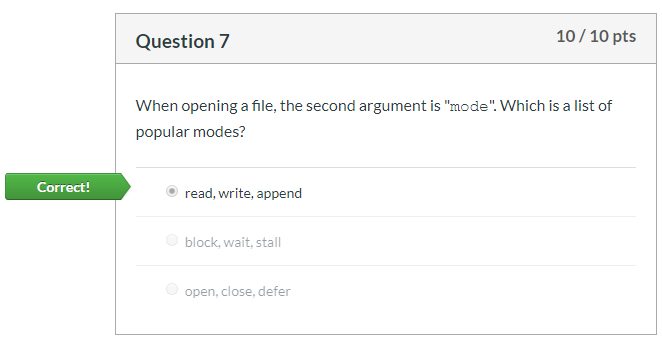 Question 7
10 / 10 pts
When opening a file, the second argument is "mode". Which is a list of
popular modes?
Correct!
read, write, append
block, wait, stall
open, close, defer